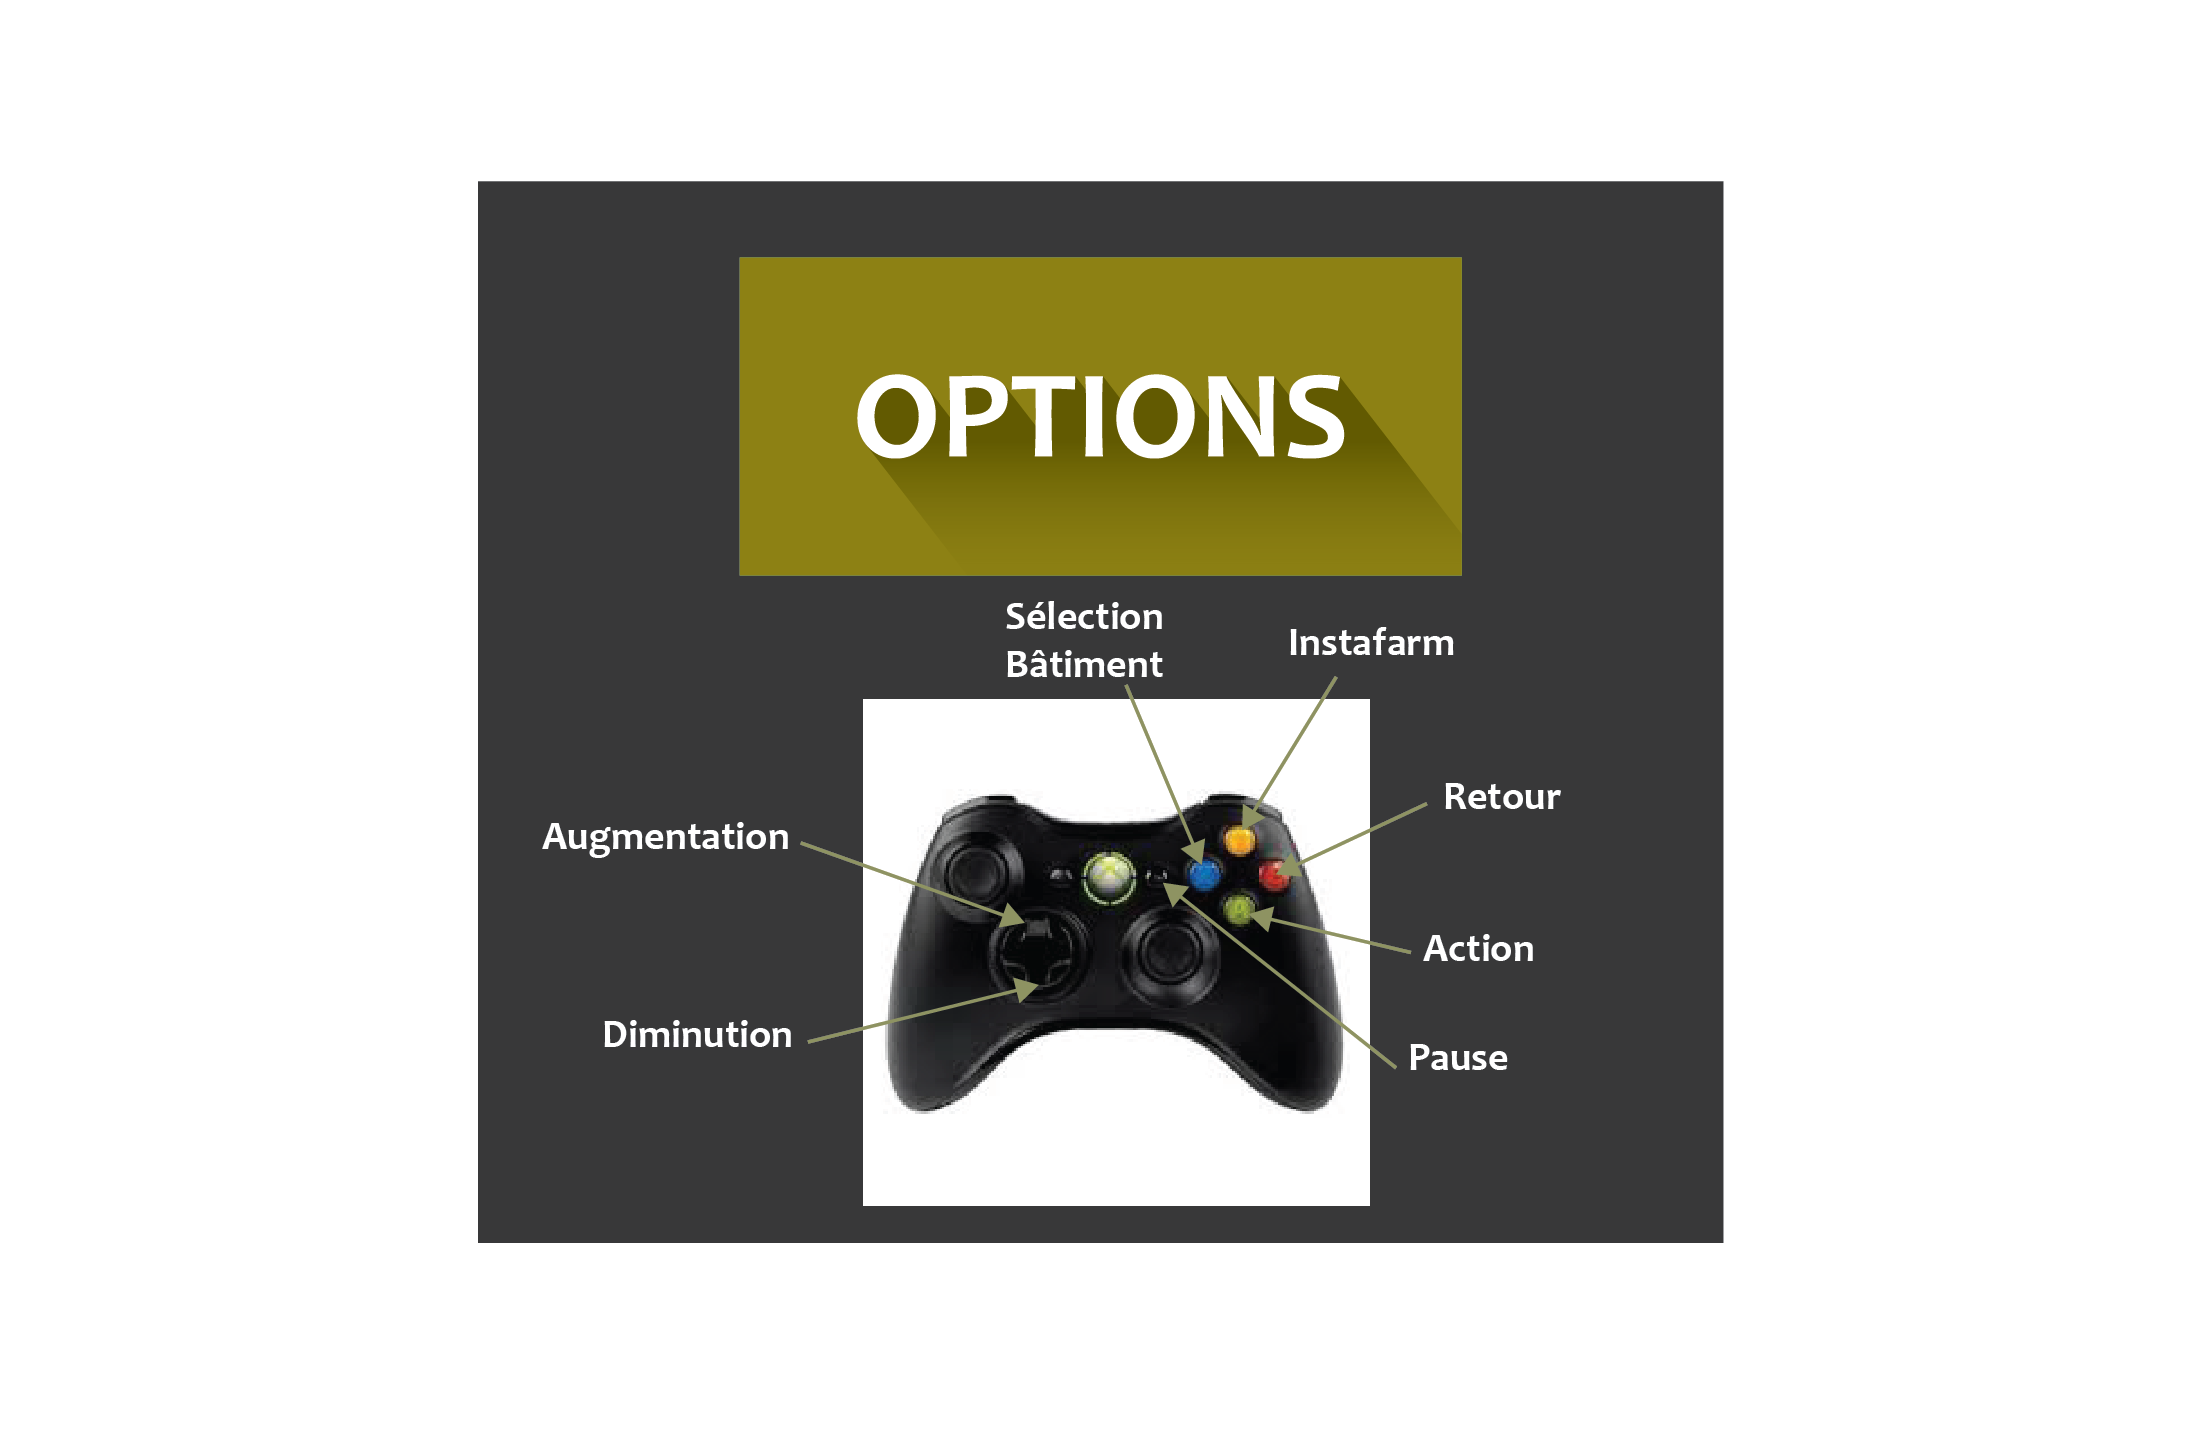 OPTIONS
Sélection
Bâtiment
Instafarm
Retour
Augmentation
Action
Diminution
Pause